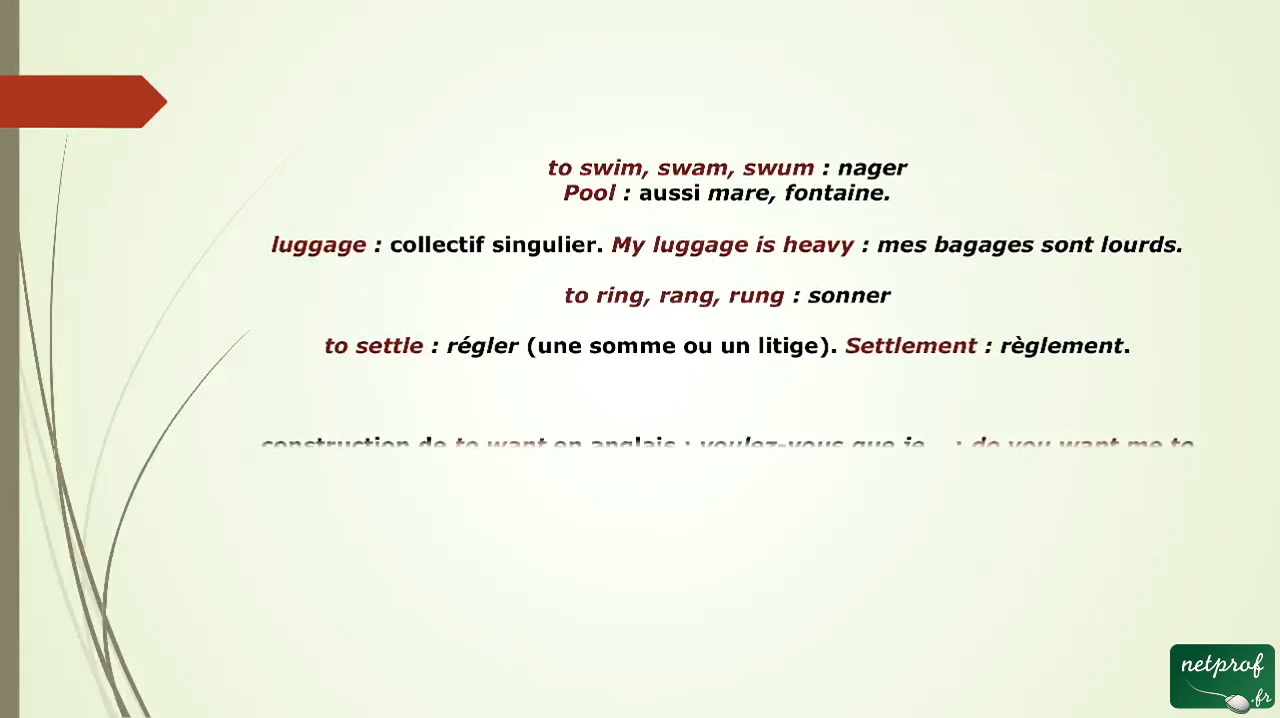 to swim, swam, swum : nager
Pool : aussi mare, fontaine.
luggage : collectif singulier. My luggage is heavy : mes bagages sont lourds.
to ring, rang, rung : sonner
to settle : régler (une somme ou un litige). Settlement : règlement.
construction de to want en anglais : voulez-vous que je... : do you want me to
netprof
.fr